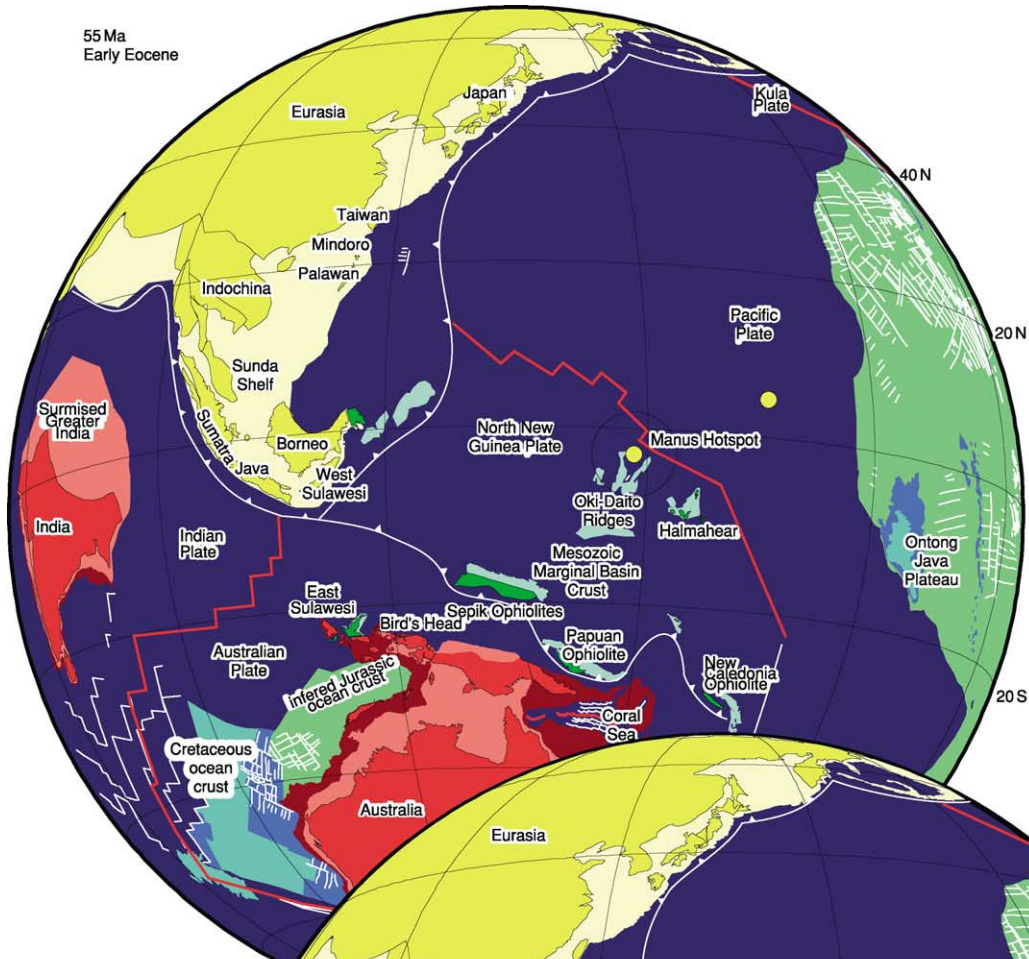 55 Ma
Early Eocene
Eurasia
Japan
Kula
Plate
40 N
Taiwan
Mindoro
Palawan
Indochina
Pacific
Plate
20 N
Sunda
Shelf
Surmised
Greater
India
Sumatra
Borneo
Java
West
Sulawesi
North New
Guinea Plate
Manus Hotspot
Oki-Daito
Ridges
Halmahear
India
Indian
Plate
Ontong
Java
Plateau
Mesozoic
Marginal Basin
Crust
East
Sulawesi
Sepik Ophiolites
Bird's Head
Australian
Plate
Papuan
Ophiolite
infered Jurassic
ocean crust
New
Caledonia
Ophiolite
20 S
Coral
Sea
Cretaceous
ocean
crust
Australia
Eurasia